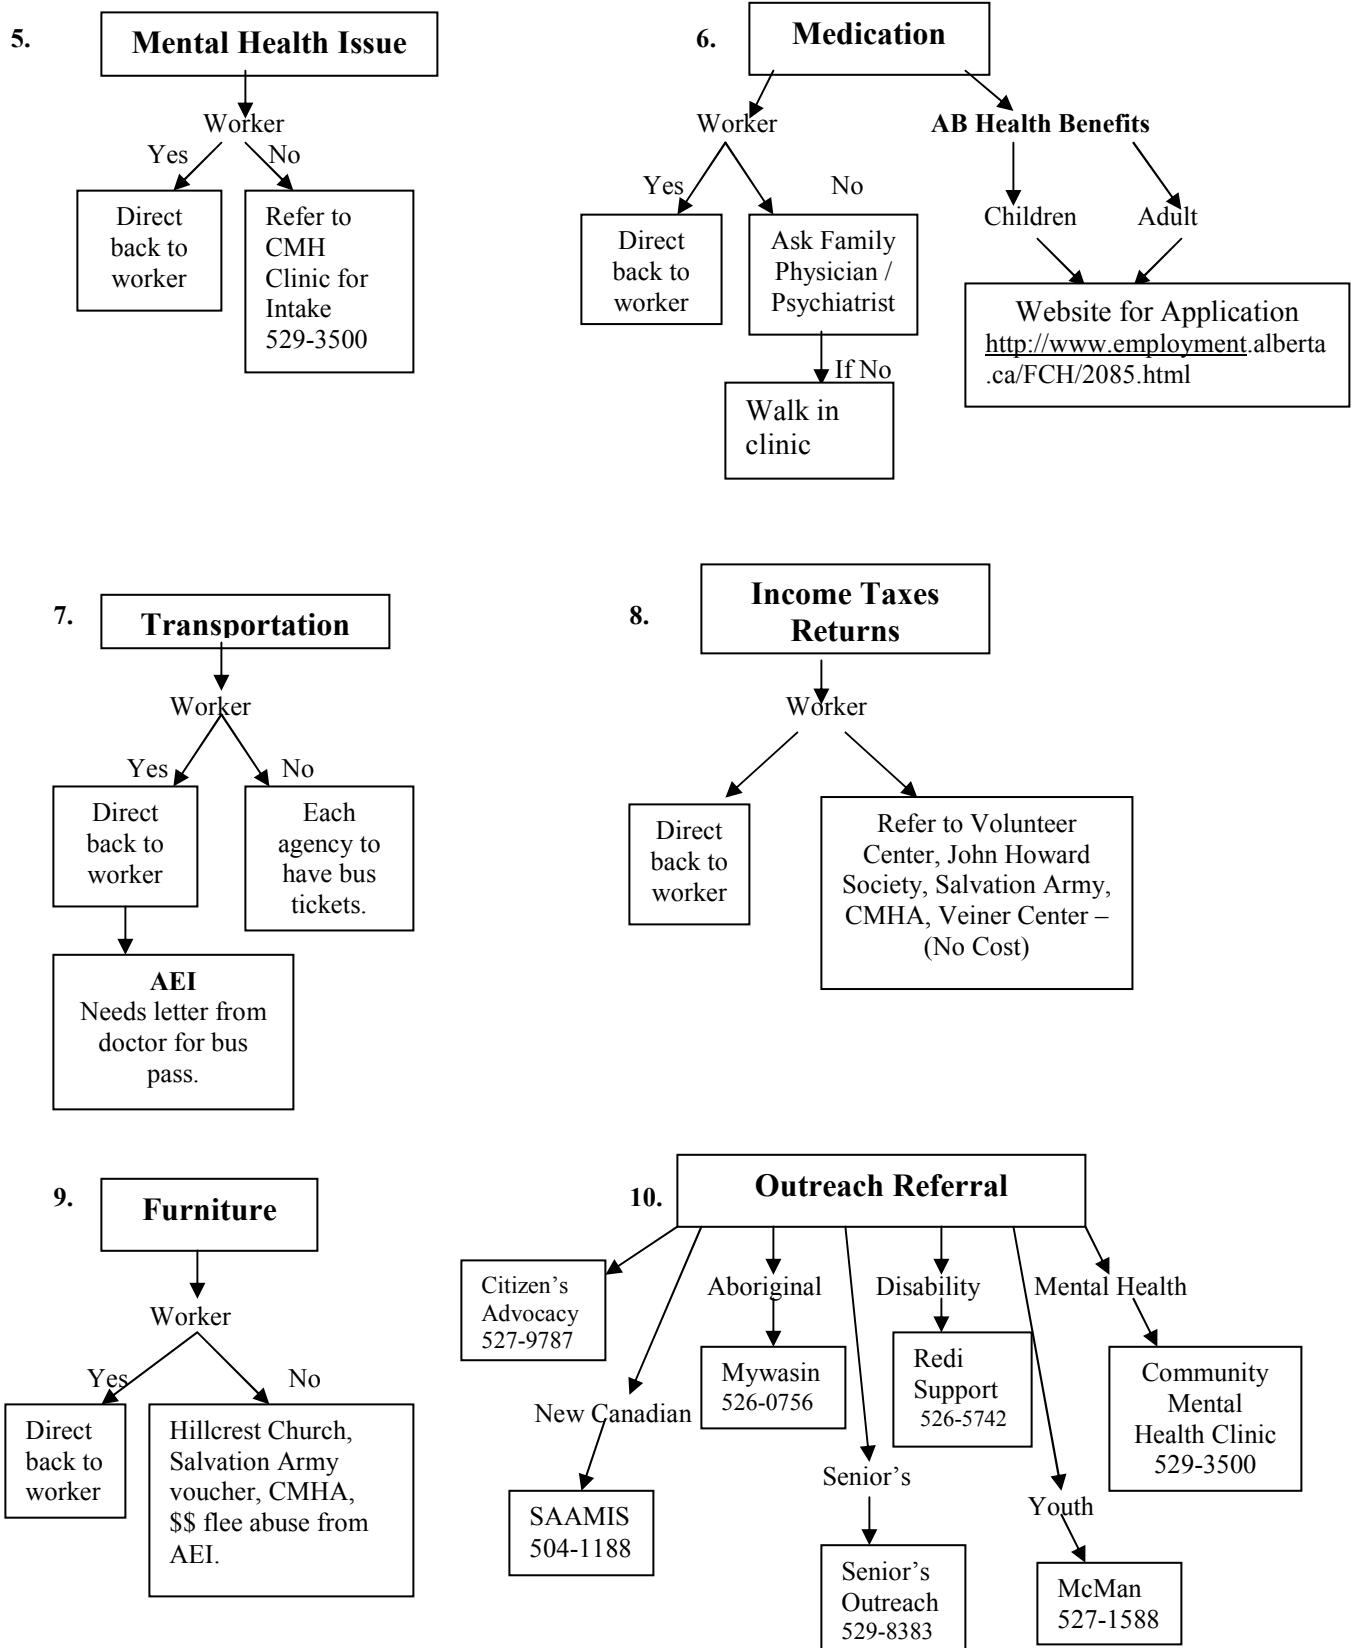 5.
Mental Health Issue
Worker
Yes
No
Direct
back to
worker
Refer to
CMH
Clinic for
Intake
529-3500
6.
Medication
Worker
AB Health Benefits
Yes
No
Direct
back to
worker
Ask Family
Physician /
Psychiatrist
If No
Walk in
clinic
Children
Adult
Website for Application
http://www.employment.alberta
.ca/FCH/2085.html
7.
Transportation
Worker
Yes
No
Direct
back to
worker
Each
agency to
have bus
tickets.
AEI
Needs letter from
doctor for bus
pass.
8.
Income Taxes
Returns
Worker
Direct
back to
worker
Refer to Volunteer
Center, John Howard
Society, Salvation Army,
CMHA, Veiner Center –
(No Cost)
9.
Furniture
Worker
Yes
No
Direct
back to
worker
Hillcrest Church,
Salvation Army
voucher, CMHA,
$$ flee abuse from
AEI.
10.
Outreach Referral
Citizen's
Advocacy
527-9787
New Canadian
SAAMIS
504-1188
Aboriginal
Mywasin
526-0756
Senior's
Senior's
Outreach
529-8383
Disability
Redi
Support
526-5742
Youth
McMan
527-1588
Mental Health
Community
Mental
Health Clinic
529-3500